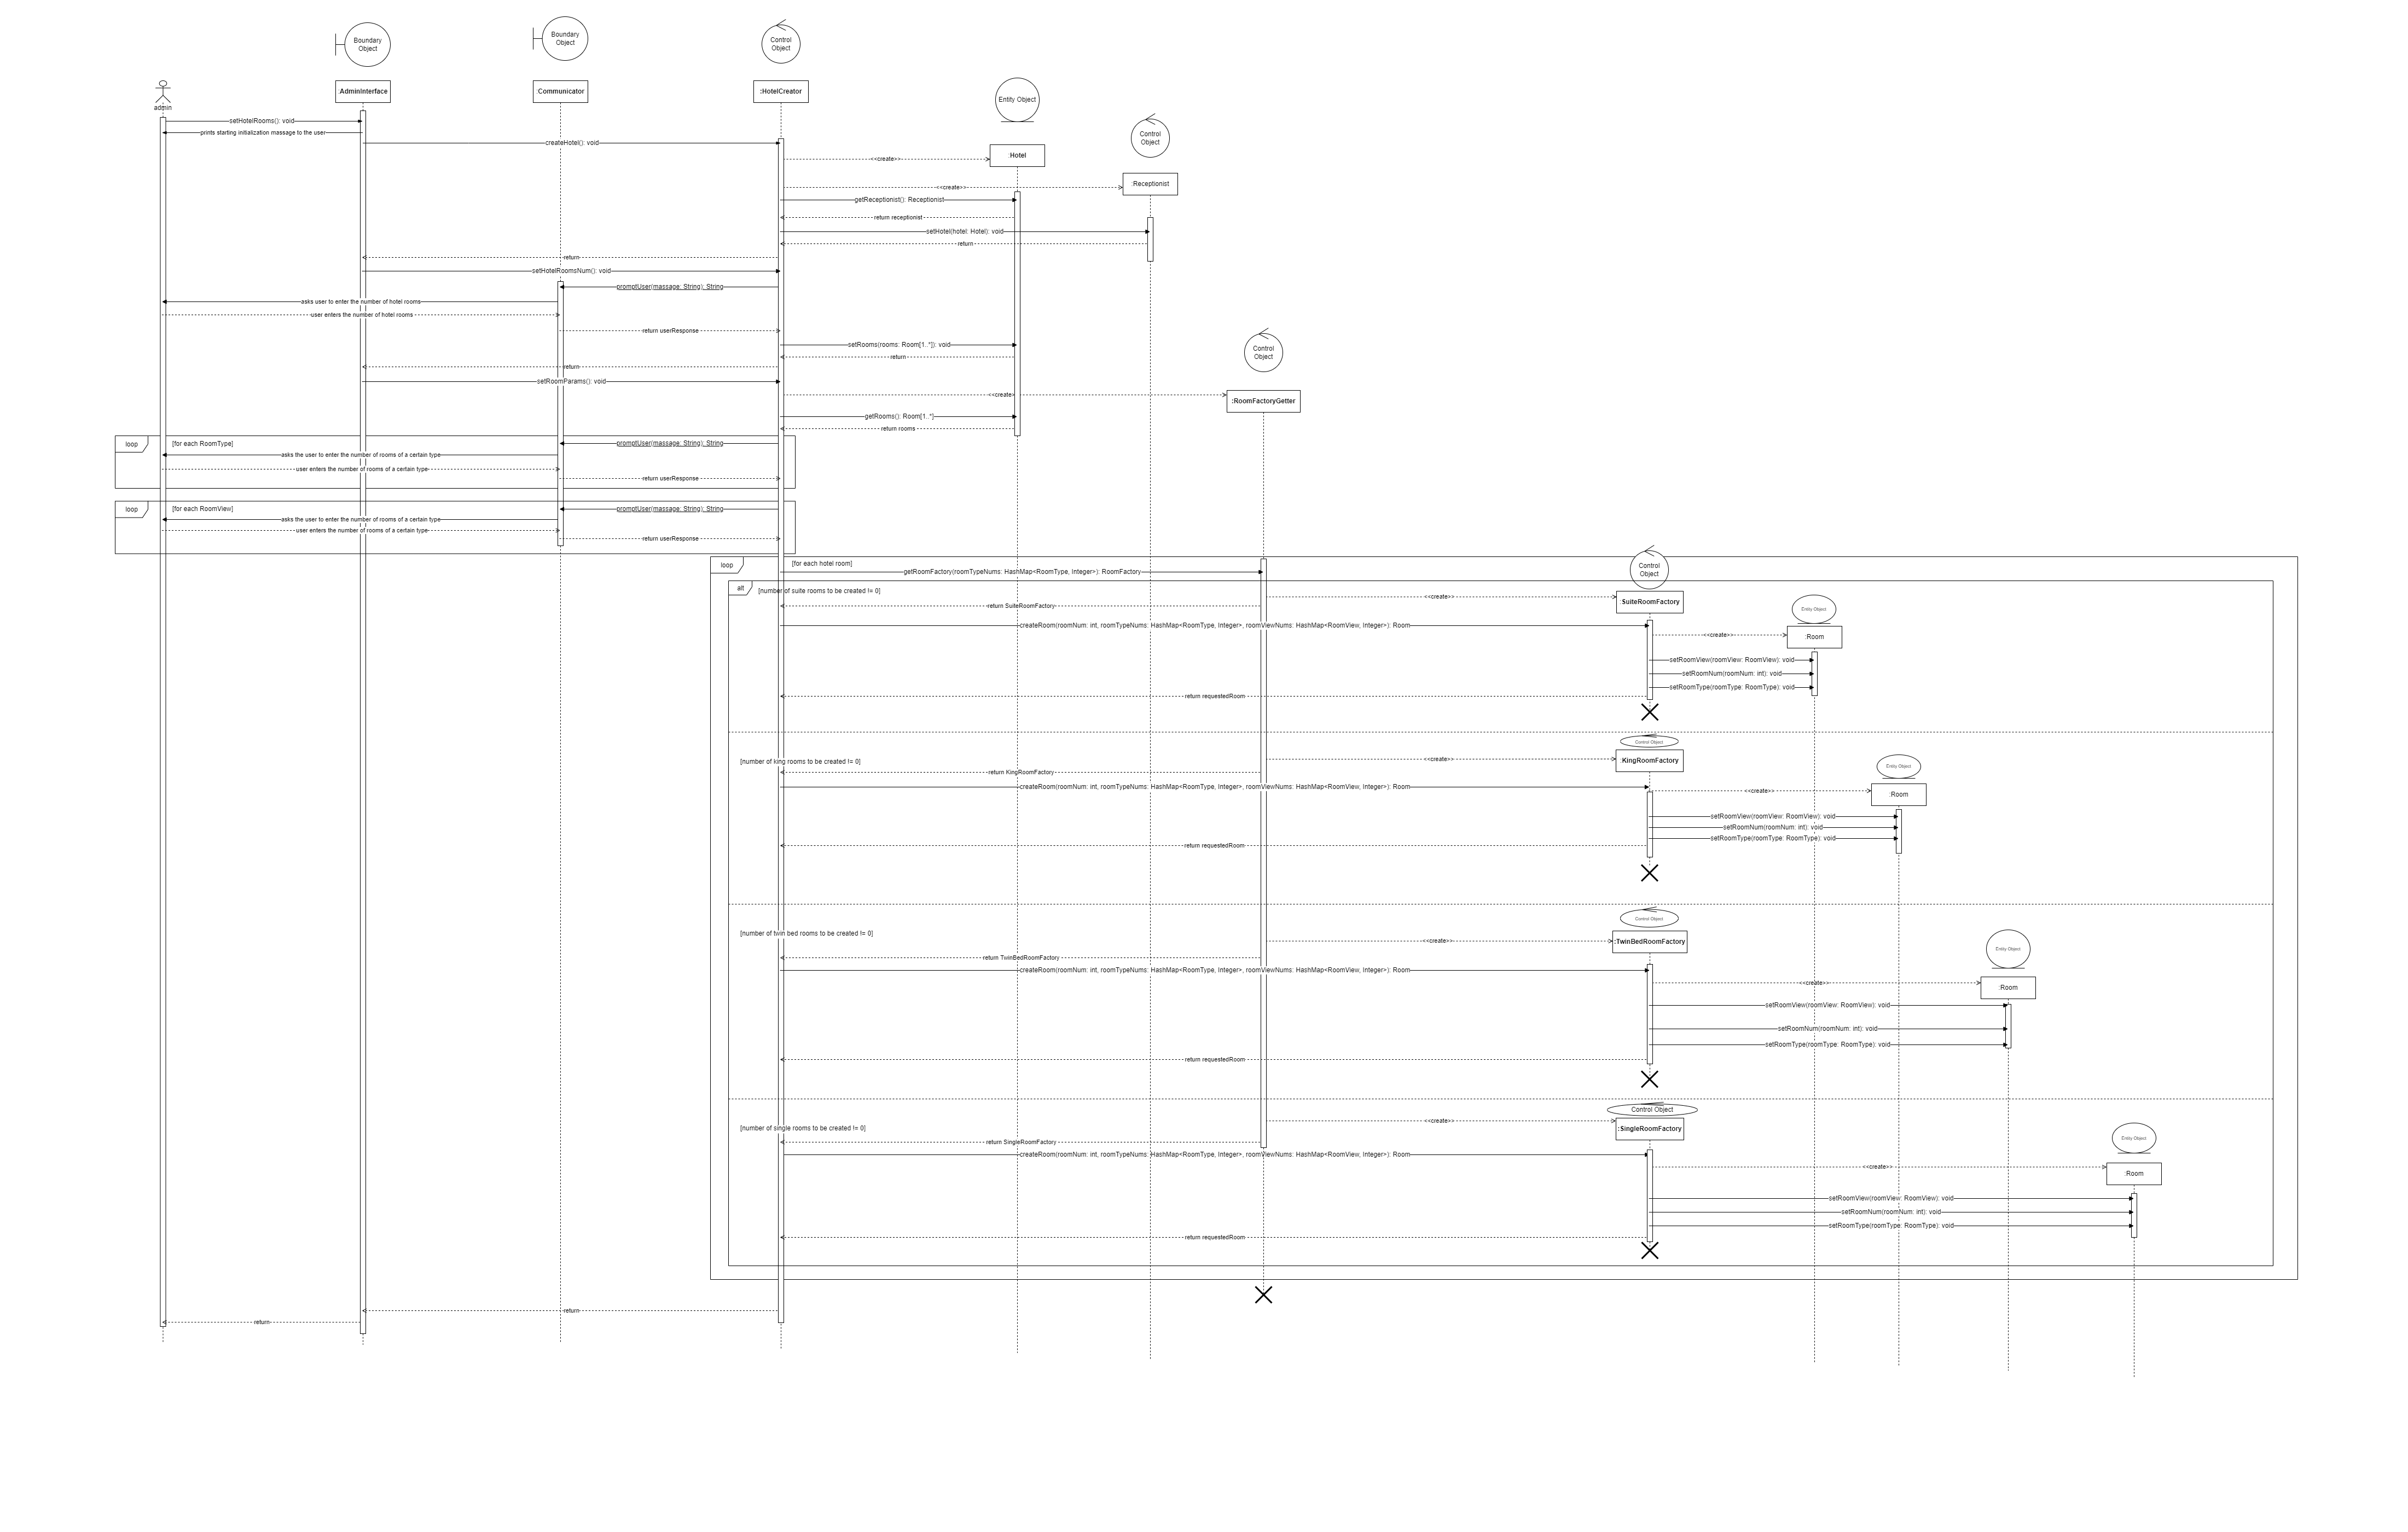 Boundary
Object
Boundary
Object
Control
Object
admin
:AdminInterface
:Communicator
:HotelCreator
Entity Object
Control
Object
setHotelRooms(): void
prints starting initialization massage to the user
createHotel(): void
<<create>>
:Hotel
<<create>>
:Receptionist
getReceptionist(): Receptionist
return receptionist
setHotel(hotel: Hotel): void
return
return
setHotelRoomsNum(): void
promptUser(massage: String): String
asks user to enter the number of hotel rooms
user enters the number of hotel rooms
return userResponse
setRooms(rooms: Room[1..*]): void
return
Control
Object
return
setRoomParams(): void
<<create>>
:RoomFactoryGetter
getRooms(): Room[1..*]
return rooms
loop
[for each RoomType]
promptUser(massage: String): String
asks the user to enter the number of rooms of a certain type
user enters the number of rooms of a certain type
return userResponse
loop
[for each RoomView]
promptUser(massage: String): String
asks the user to enter the number of rooms of a certain type
user enters the number of rooms of a certain type
return userResponse
loop
[for each hotel room]
getRoomFactory(roomTypeNums: HashMap<RoomType, Integer>): RoomFactory
Control
Object
alt
[number of suite rooms to be created != 0]
<<create>>
:SuiteRoomFactory
return SuiteRoomFactory
Entity Object
createRoom(roomNum: int, roomTypeNums: HashMap<RoomType, Integer>, roomViewNums: HashMap<RoomView, Integer>): Room
<<create>>
:Room
setRoomView(roomView: RoomView): void
setRoomNum(roomNum: int): void
setRoomType(roomType: RoomType): void
return requestedRoom
Control Object
[number of king rooms to be created != 0]
<<create>>
:KingRoomFactory
return KingRoomFactory
Entity Object
createRoom(roomNum: int, roomTypeNums: HashMap<RoomType, Integer>, roomViewNums: HashMap<RoomView, Integer>): Room
<<create>>
:Room
setRoomView(roomView: RoomView): void
setRoomNum(roomNum: int): void
setRoomType(roomType: RoomType): void
return requestedRoom
Control Object
[number of twin bed rooms to be created != 0]
<<create>>
:TwinBedRoomFactory
Entity Object
return TwinBedRoomFactory
createRoom(roomNum: int, roomTypeNums: HashMap<RoomType, Integer>, roomViewNums: HashMap<RoomView, Integer>): Room
<<create>>
:Room
setRoomView(roomView: RoomView): void
setRoomNum(roomNum: int): void
setRoomType(roomType: RoomType): void
return requestedRoom
Control Object
[number of single rooms to be created != 0]
<<create>>
:SingleRoomFactory
return SingleRoomFactory
Entity Object
createRoom(roomNum: int, roomTypeNums: HashMap<RoomType, Integer>, roomViewNums: HashMap<RoomView, Integer>): Room
<<create>>
:Room
setRoomView(roomView: RoomView): void
setRoomNum(roomNum: int): void
setRoomType(roomType: RoomType): void
return requestedRoom
return
return